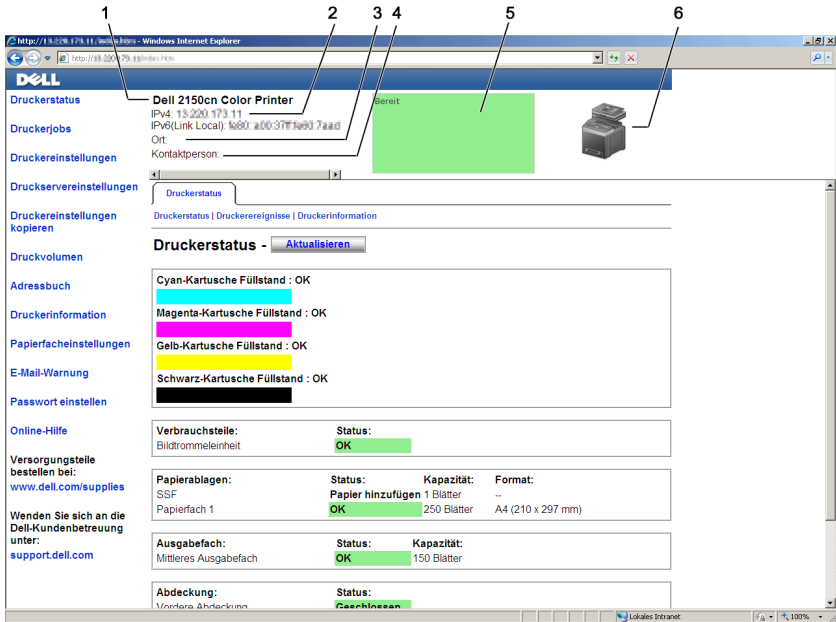 1 2 3 4 5 6
Windows Internet Explorer
DELL
Druckerstatus
Druckerjobs
Druckereinstellungen
Druckservereinstellungen
Druckereinstellungen
kopieren
Druckvolumen
Adressbuch
Druckerinformation
Papierfacheinstellungen
E-Mail-Warnung
Passwort einstellen
Online-Hilfe
Versorgungsteile
bestellen bei:
www.dell.com/supplies
Wenden Sie sich an die
Dell-Kundenbetreuung
unter:
support.dell.com
Dell 2150cn Color Printer
IPv4:
IPv6(Link Local):
Ort:
Kontaktperson:
Bereit
Druckerstatus
Druckerstatus | Druckerereignisse | Druckerinformation
Druckerstatus - Aktualisieren
Cyan-Kartusche Füllstand : OK
Magenta-Kartusche Füllstand : OK
Gelb-Kartusche Füllstand : OK
Schwarz-Kartusche Füllstand : OK
Verbrauchsteile: Status:
Bildtrommeleinheit OK
Papierablagen: Status: Kapazität: Format:
SSF Papier hinzufügen 1 Blätter --
Papierfach 1 OK 250 Blätter A4 (210 x 297 mm)
Ausgabefach: Status: Kapazität:
Mittleres Ausgabefach OK 150 Blätter
Abdeckung: Status:
Vordere Abdeckung Geschlossen
Lokales Intranet 100%